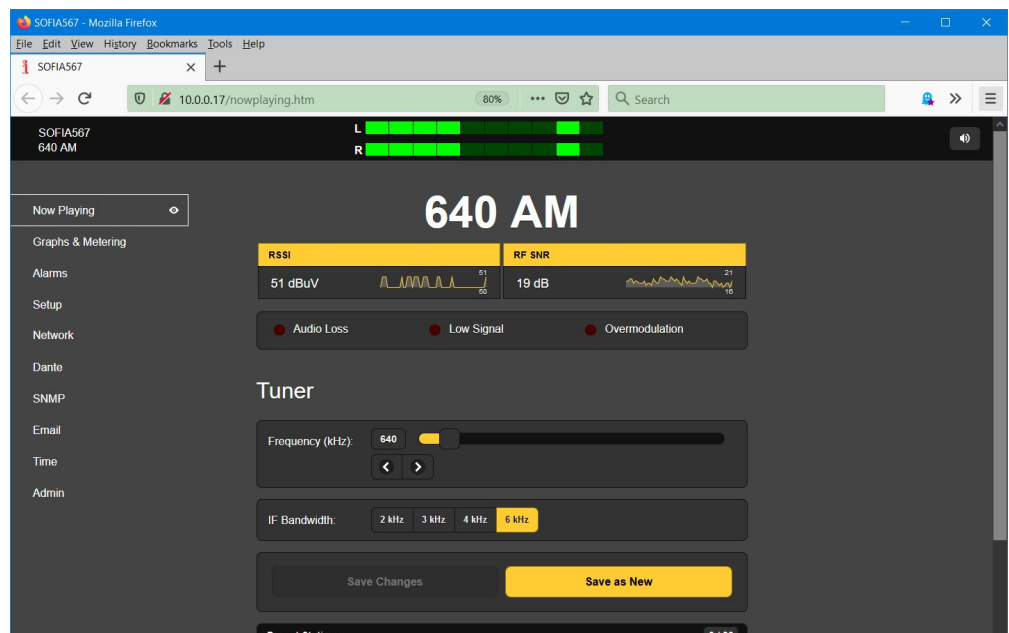 SOFIA567 - Mozilla Firefox
File Edit View History Bookmarks Tools Help
SOFIA567
10.0.0.17/nowplaying.htm 80% Search
SOFIA567
640 AM
L
R
Now Playing
Graphs & Metering
Alarms
Setup
Network
Dante
SNMP
Email
Time
Admin
640 AM
RSSI RF SNR
51 dBuV 51 50 19 dB 21 16
Audio Loss Low Signal Overmodulation
Tuner
Frequency (kHz): 640
IF Bandwidth: 2 kHz 3 kHz 4 kHz 6 kHz
Save Changes Save as New